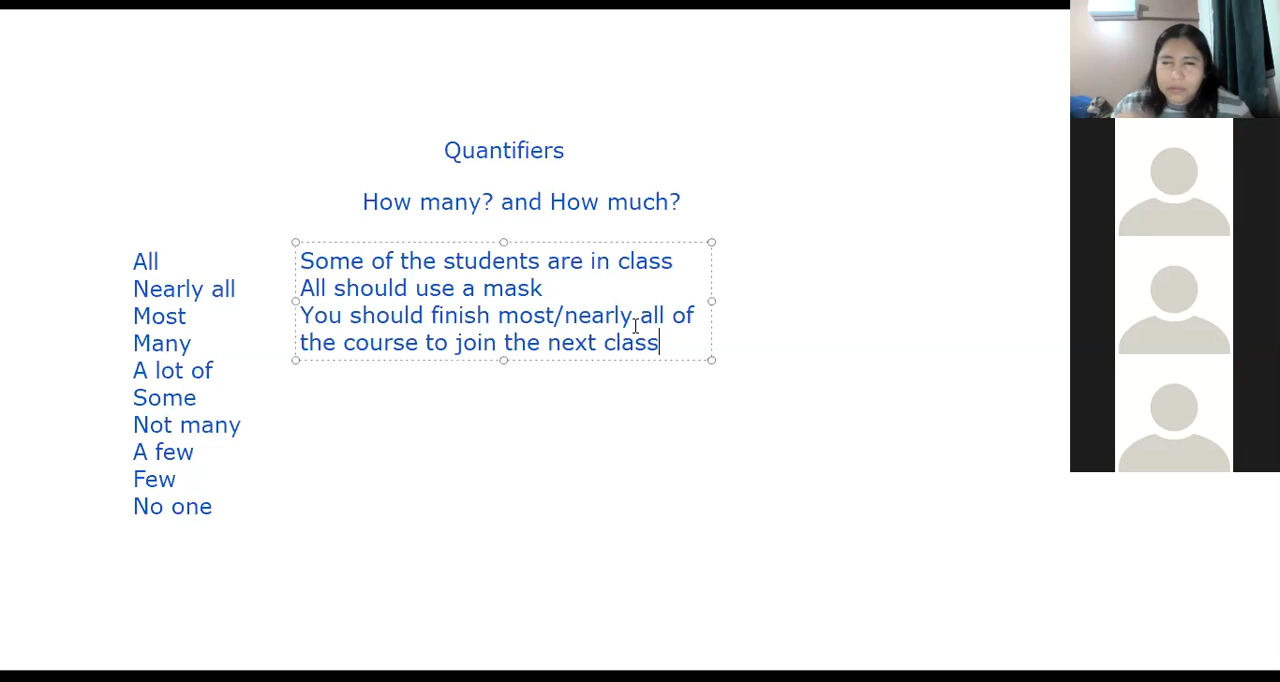 Quantifiers
How many? and How much?
All
Nearly all
Most
Many
A lot of
Some
Not many
A few
Few
No one
Some of the students are in class
All should use a mask
You should finish most/nearly all of
the course to join the next class